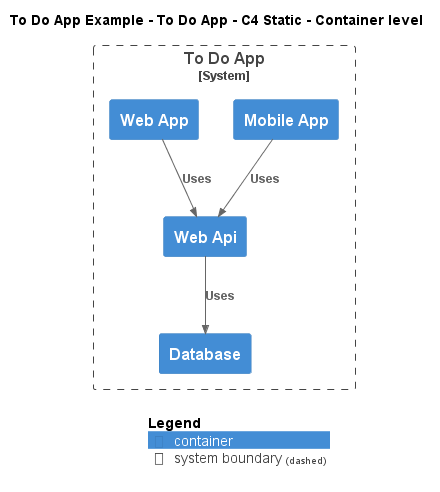 To Do App Example - To Do App - C4 Static - Container level
To Do App
[System]
Web App
Mobile App
Uses
Uses
Web Api
Uses
Database
Legend
container
system boundary (dashed)